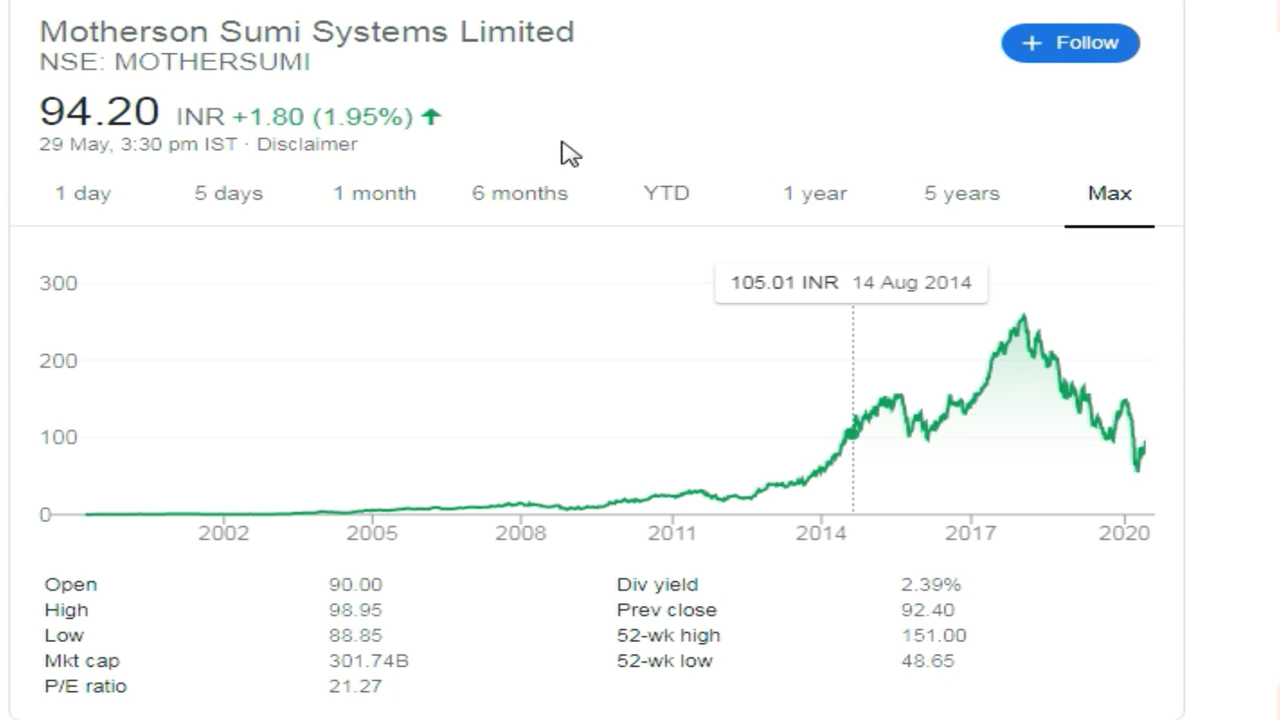 Motherson Sumi Systems Limited
+ Follow
NSE: MOTHERSUMI
94.20 INR +1.80 (1.95%)
29 May, 3:30 pm IST · Disclaimer
1 day 5 days 1 month 6 months YTD 1 year 5 years Max
105.01 INR 14 Aug 2014
300
200
100
0
2002 2005 2008 2011 2014 2017 2020
Open 90.00 Div yield 2.39%
High 98.95 Prev close 92.40
Low 88.85 52-wk high 151.00
Mkt cap 301.74B 52-wk low 48.65
P/E ratio 21.27